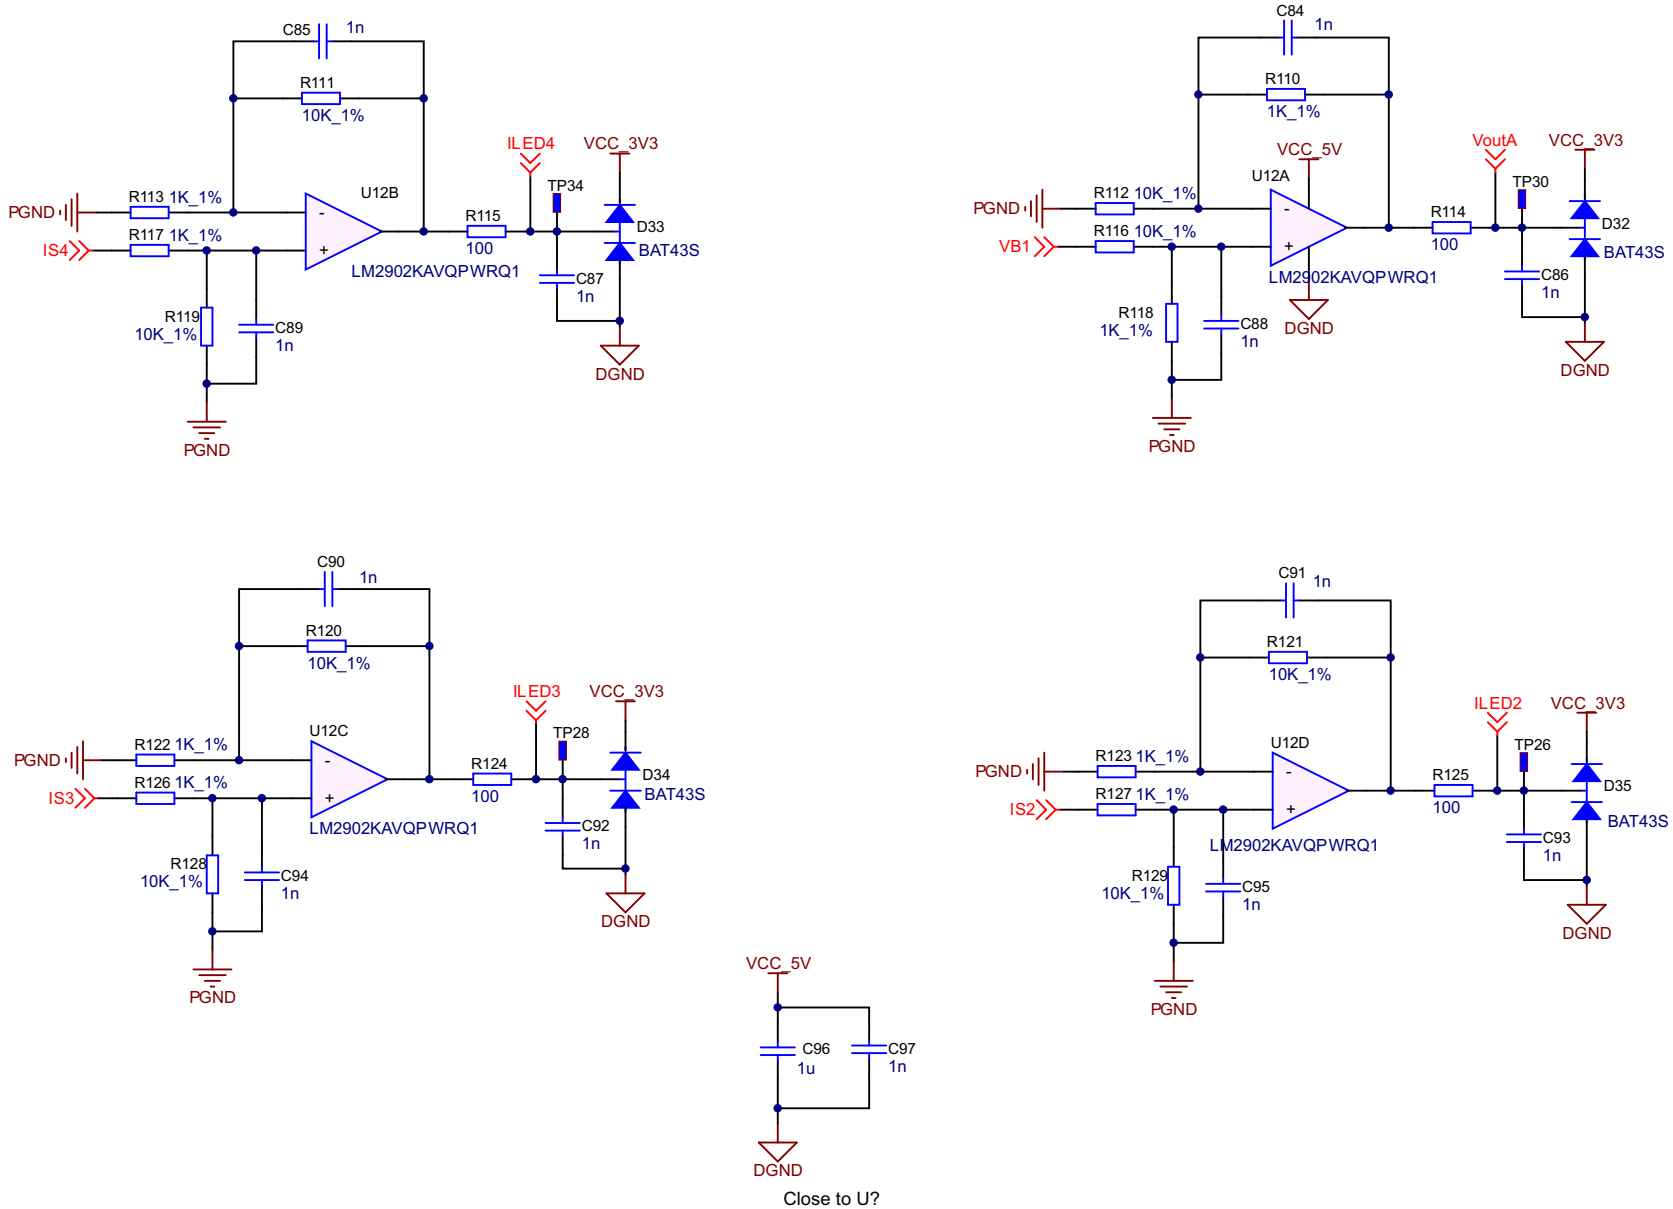 C85 1n
R111
10K_1%
ILED4
VCC_3V3
TP34
U12B
PGND
R113 1K_1%
R117 1K_1%
IS4
-
+
R115
100
D33
BAT43S
LM2902KAVQPWRQ1
C87
1n
R119
10K_1%
C89
1n
DGND
PGND
C84
1n
R110
1K_1%
VCC_5V
VoutA
VCC_3V3
TP30
U12A
PGND
R112 10K_1%
R116 10K_1%
VB1
-
+
R114
100
D32
BAT43S
LM2902KAVQPWRQ1
C86
1n
R118
1K_1%
C88
1n
DGND
DGND
PGND
C90
1n
R120
10K_1%
ILED3
VCC_3V3
TP28
U12C
PGND
R122 1K_1%
R126 1K_1%
IS3
-
+
R124
100
D34
BAT43S
LM2902KAVQPWRQ1
C92
1n
R128
10K_1%
C94
1n
DGND
PGND
C91
1n
R121
10K_1%
ILED2
VCC_3V3
TP26
U12D
PGND
R123 1K_1%
R127 1K_1%
IS2
-
+
R125
100
D35
BAT43S
LM2902KAVQPWRQ1
C93
1n
R129
10K_1%
C95
1n
DGND
PGND
VCC_5V
C96
1u
C97
1n
DGND
Close to U?